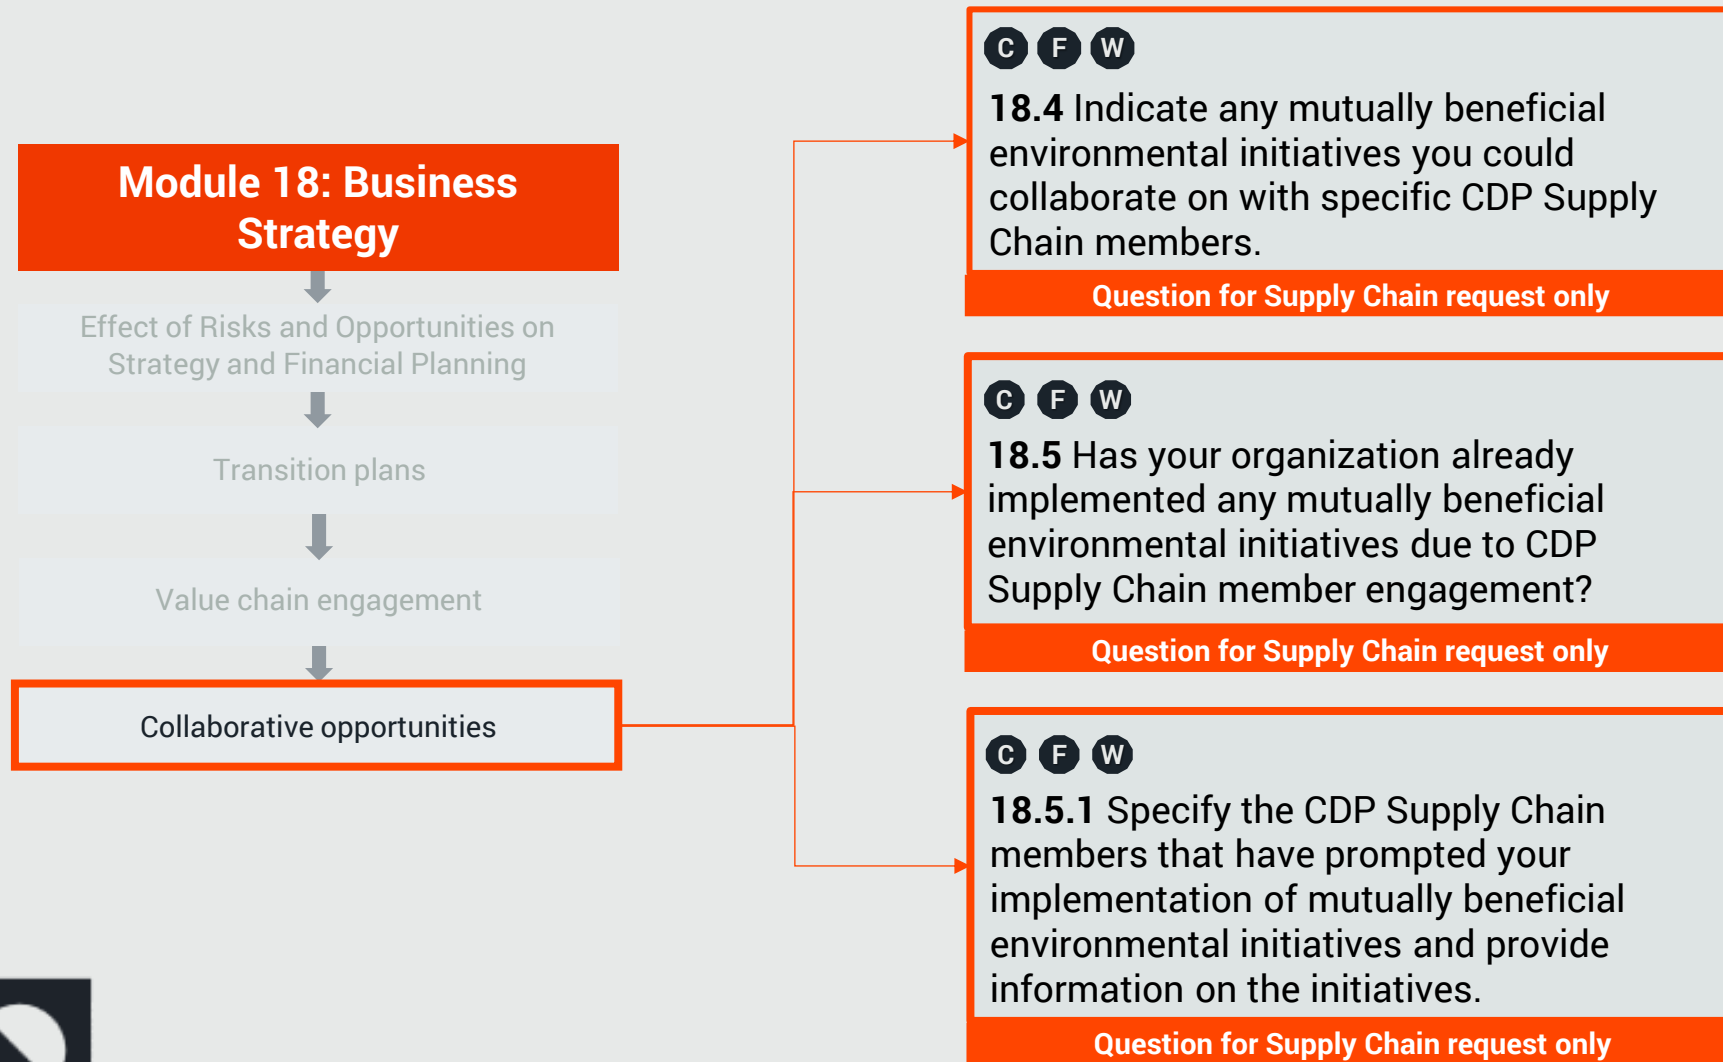 Module 18: Business
Strategy
Effect of Risks and Opportunities on
Strategy and Financial Planning
Transition plans
Value chain engagement
Collaborative opportunities
C F W
18.4 Indicate any mutually beneficial
environmental initiatives you could
collaborate on with specific CDP Supply
Chain members.
Question for Supply Chain request only
C F W
18.5 Has your organization already
implemented any mutually beneficial
environmental initiatives due to CDP
Supply Chain member engagement?
Question for Supply Chain request only
C F W
18.5.1 Specify the CDP Supply Chain
members that have prompted your
implementation of mutually beneficial
environmental initiatives and provide
information on the initiatives.
Question for Supply Chain request only